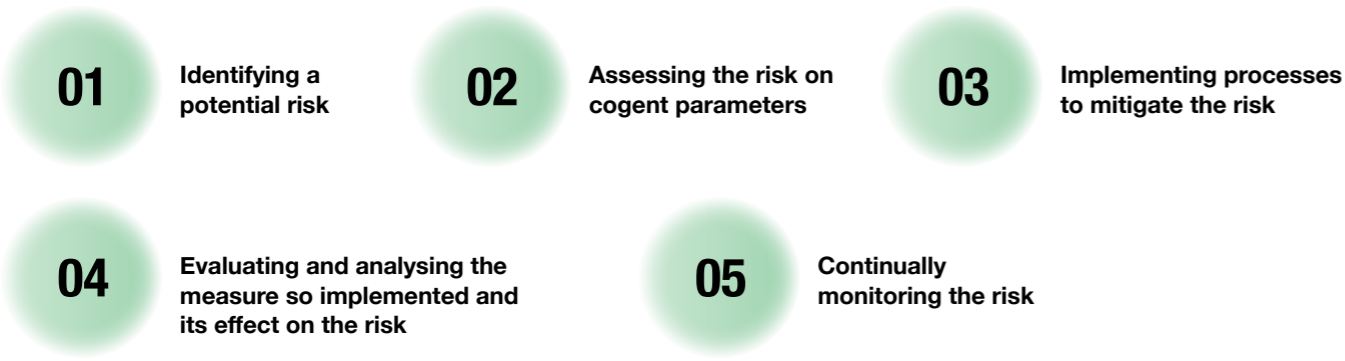 01
Identifying a
potential risk
02
Assessing the risk on
cogent parameters
03
Implementing processes
to mitigate the risk
04
Evaluating and analysing the
measure so implemented and
its effect on the risk
05
Continually
monitoring the risk